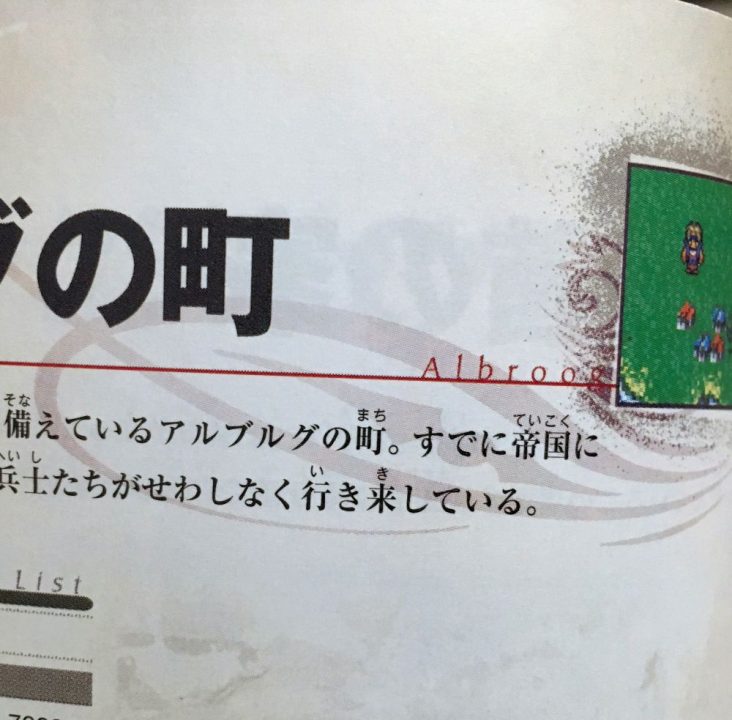 グの町
Albroog
備えているアルブルグの町。すでに帝国に
兵士たちがせわしなく行き来している。
List